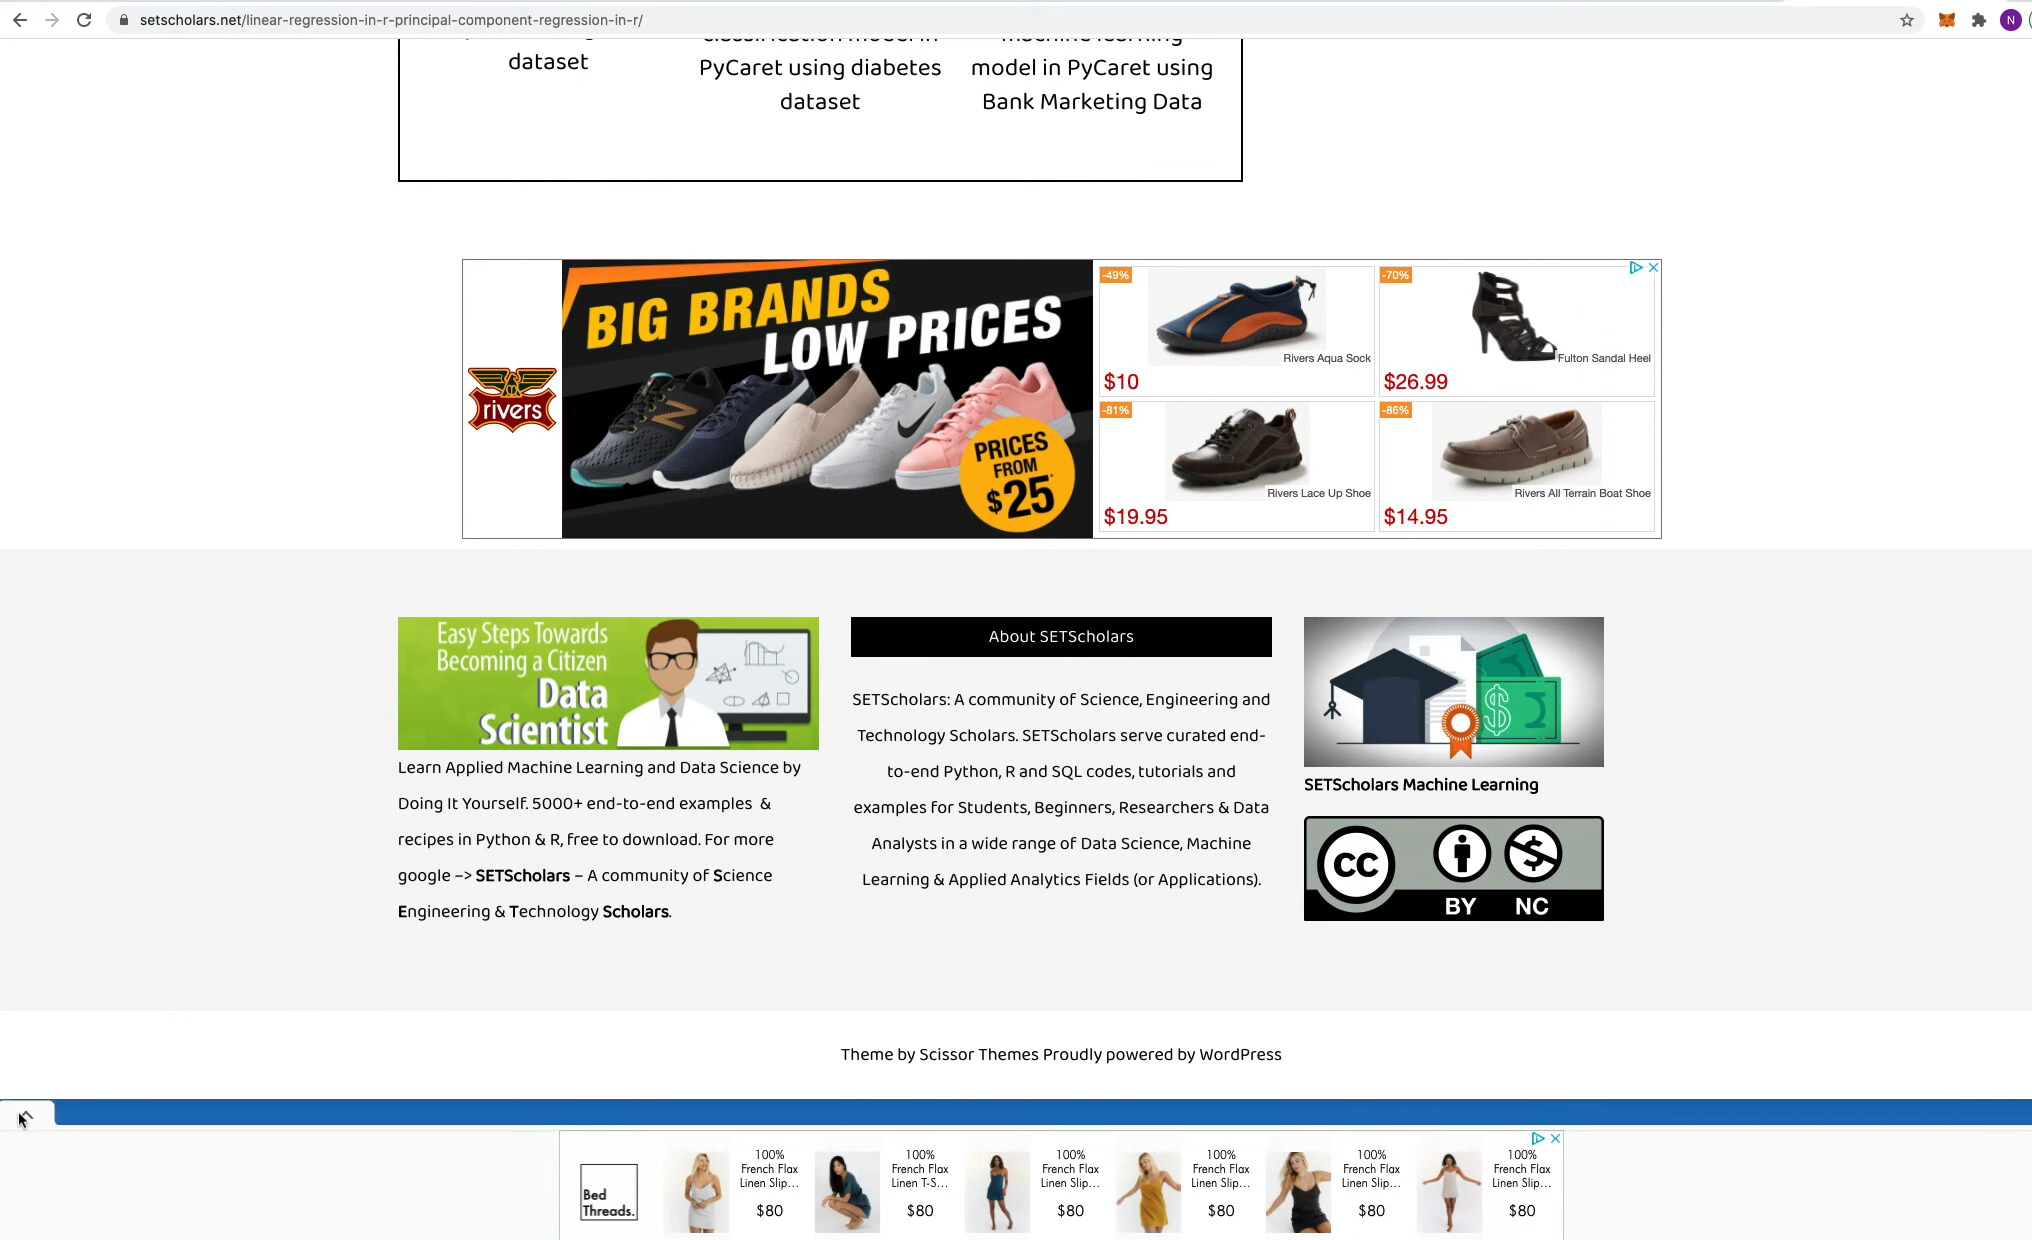 setscholars.net/linear-regression-in-r-principal-component-regression-in-r/
N
dataset
classification model in
PyCaret using diabetes
dataset
machine learning
model in PyCaret using
Bank Marketing Data
rivers
BIG BRANDS
LOW PRICES
PRICES
FROM
$25*
-49%
Rivers Aqua Sock
$10
-70%
Fulton Sandal Heel
$26.99
-81%
Rivers Lace Up Shoe
$19.95
-86%
Rivers All Terrain Boat Shoe
$14.95
Easy Steps Towards
Becoming a Citizen
Data
Scientist
Learn Applied Machine Learning and Data Science by
Doing It Yourself. 5000+ end-to-end examples &
recipes in Python & R, free to download. For more
google –> SETScholars – A community of Science
Engineering & Technology Scholars.
About SETScholars
SETScholars: A community of Science, Engineering and
Technology Scholars. SETScholars serve curated end-
to-end Python, R and SQL codes, tutorials and
examples for Students, Beginners, Researchers & Data
Analysts in a wide range of Data Science, Machine
Learning & Applied Analytics Fields (or Applications).
SETScholars Machine Learning
CC
BY NC
Theme by Scissor Themes Proudly powered by WordPress
Bed
Threads.
100%
French Flax
Linen Slip...
$80
100%
French Flax
Linen T-S...
$80
100%
French Flax
Linen Slip...
$80
100%
French Flax
Linen Slip...
$80
100%
French Flax
Linen Slip...
$80
100%
French Flax
Linen Slip...
$80